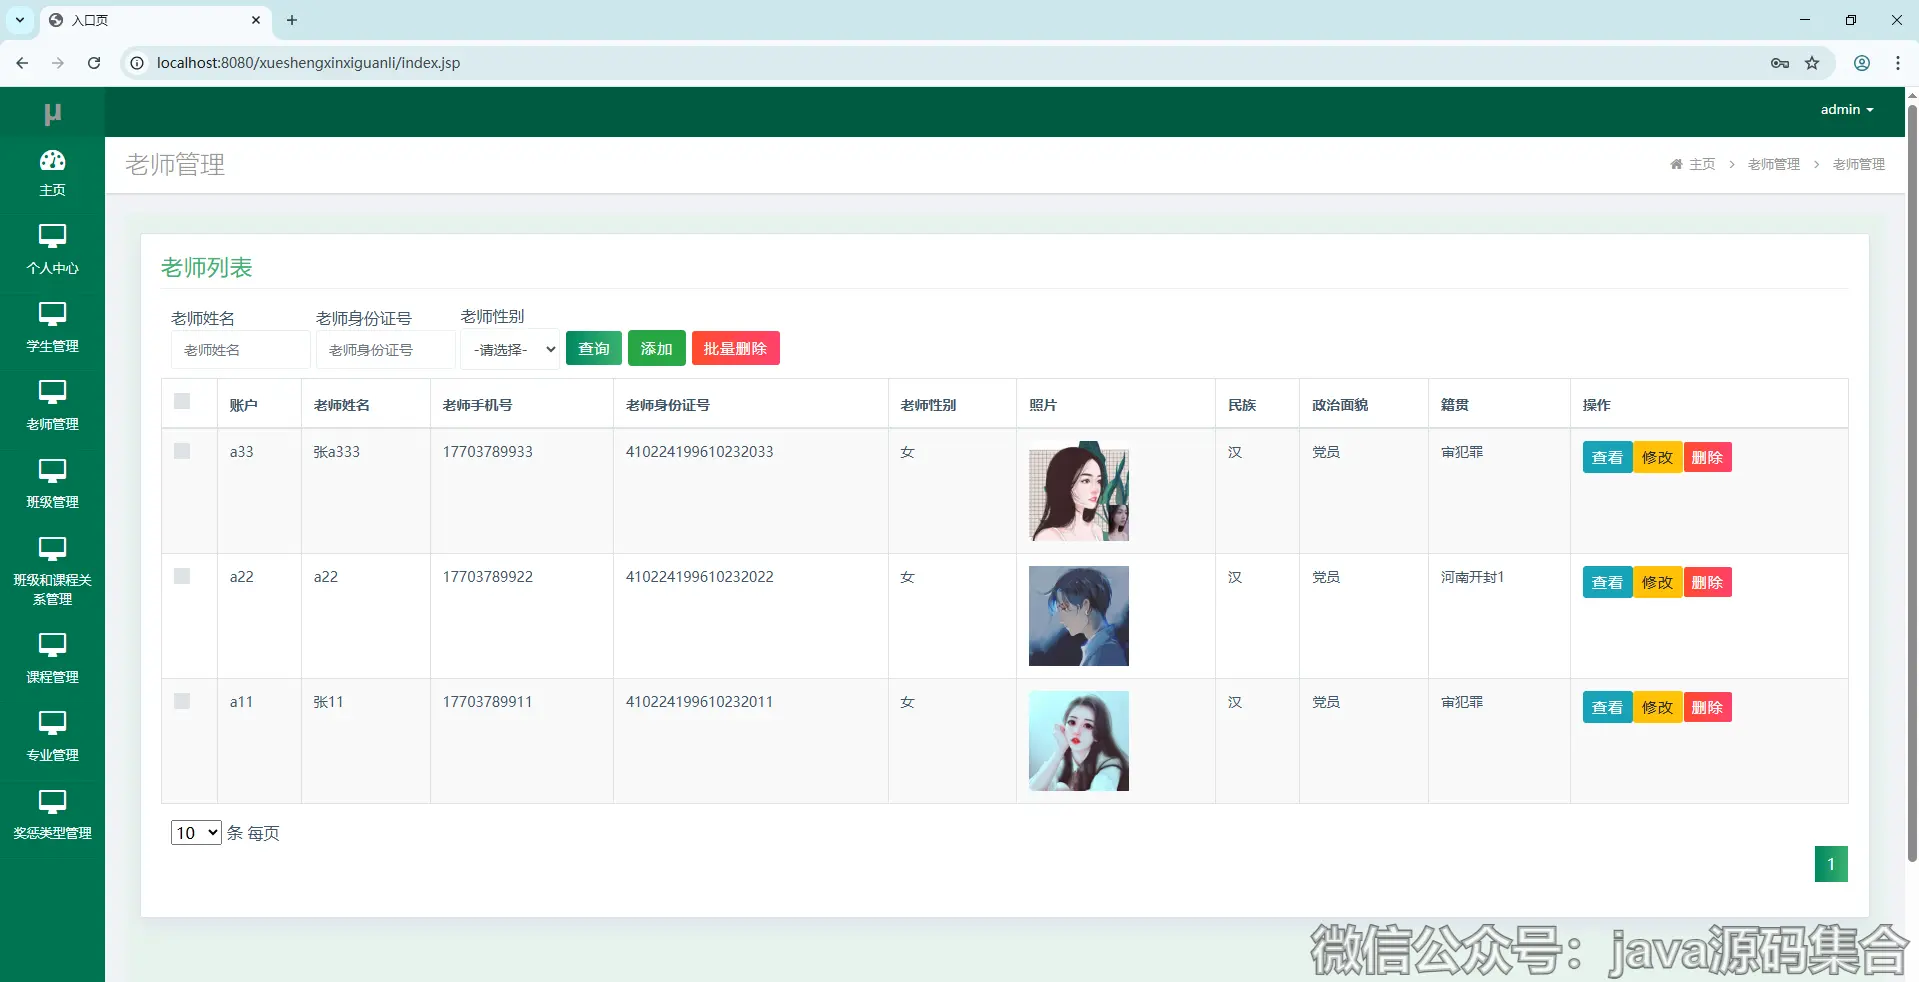 入口页
localhost:8080/xueshengxinxiguanli/index.jsp
μ
admin
主页
个人中心
学生管理
老师管理
班级管理
班级和课程关
系管理
课程管理
专业管理
奖惩类型管理
老师管理
主页 > 老师管理 > 老师管理
老师列表
老师姓名 老师身份证号 老师性别
老师姓名 老师身份证号 -请选择- 查询 添加 批量删除
账户 老师姓名 老师手机号 老师身份证号 老师性别 照片 民族 政治面貌 籍贯 操作
a33 张a333 17703789933 410224199610232033 女 汉 党员 审犯罪 查看 修改 删除
a22 a22 17703789922 410224199610232022 女 汉 党员 河南开封1 查看 修改 删除
a11 张11 17703789911 410224199610232011 女 汉 党员 审犯罪 查看 修改 删除
10 条 每页
1
微信公众号：java源码集合